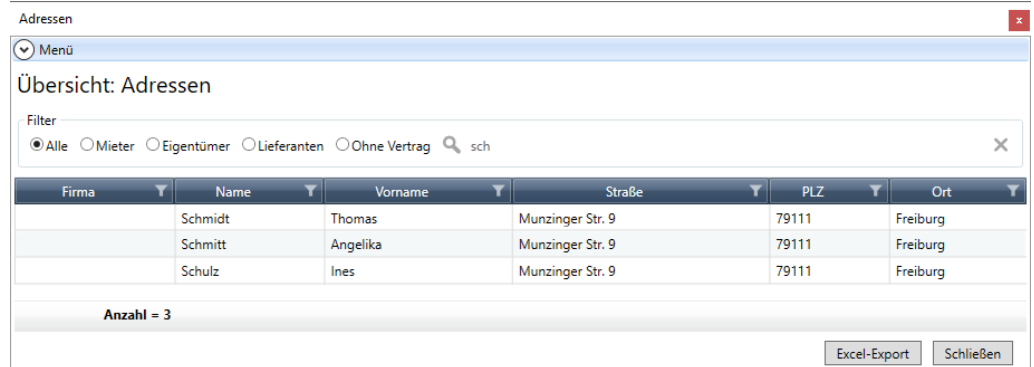 Adressen
Menü
Übersicht: Adressen
Filter
Alle Mieter Eigentümer Lieferanten Ohne Vertrag sch
Firma Name Vorname Straße PLZ Ort
Schmidt Thomas Munzinger Str. 9 79111 Freiburg
Schmitt Angelika Munzinger Str. 9 79111 Freiburg
Schulz Ines Munzinger Str. 9 79111 Freiburg
Anzahl = 3
Excel-Export Schließen